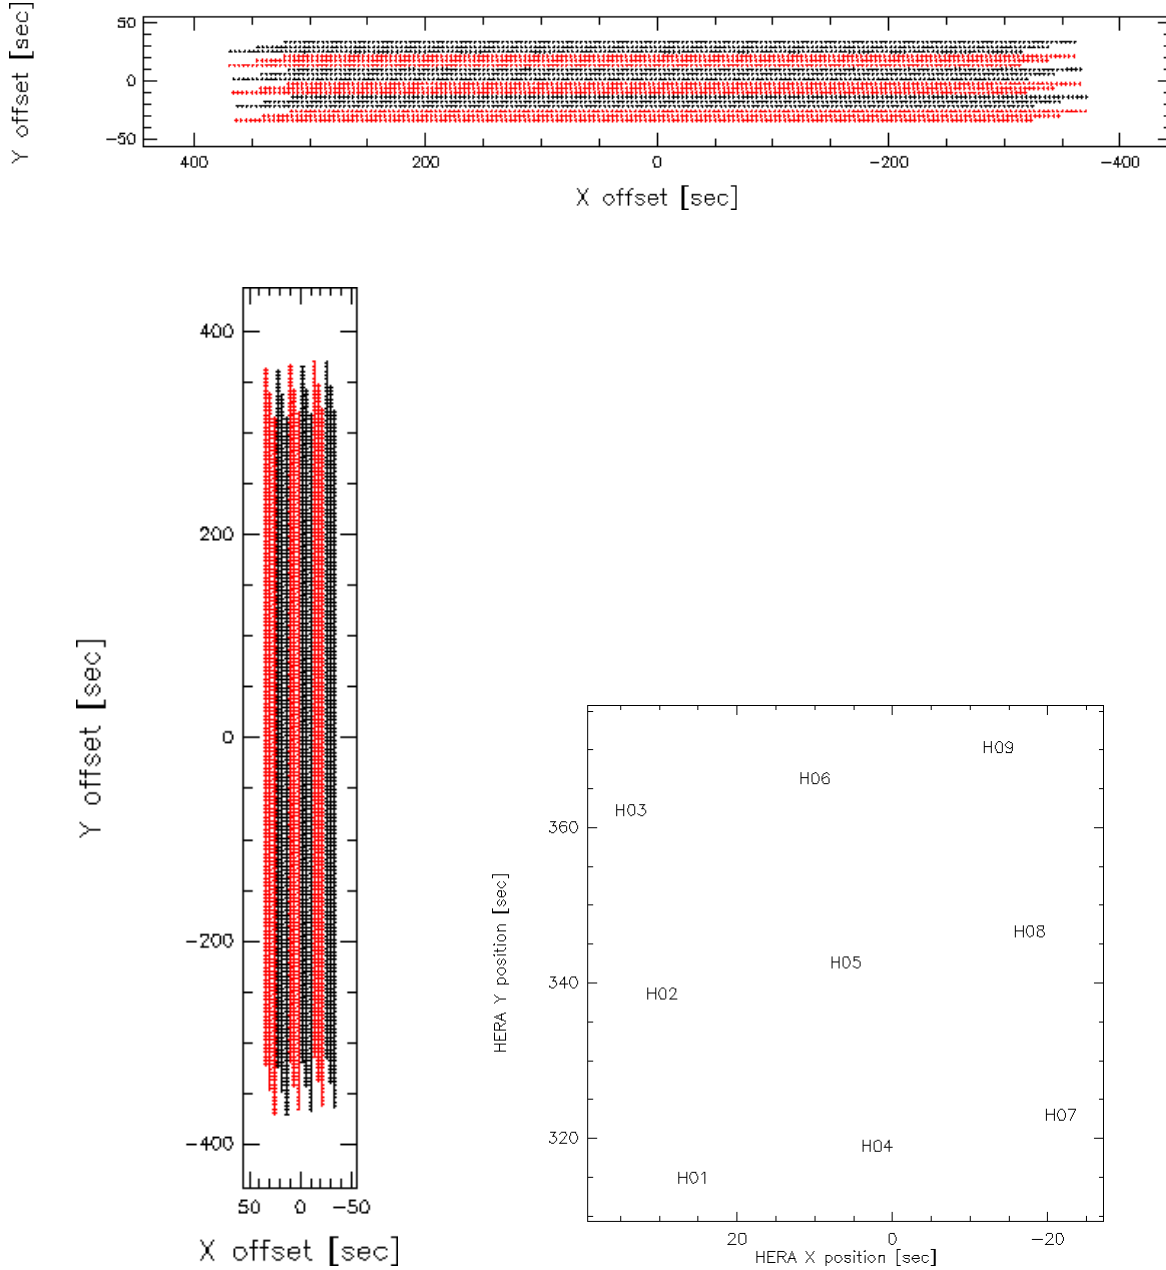 Y offset [sec]
50
0
-50
400
200
0
-200
-400
X offset [sec]
Y offset [sec]
400
200
0
-200
-400
50 0 -50
X offset [sec]
HERA Y position [sec]
360
340
320
H09
H06
H03
H08
H05
H02
H07
H04
H01
20 0 -20
HERA X position [sec]